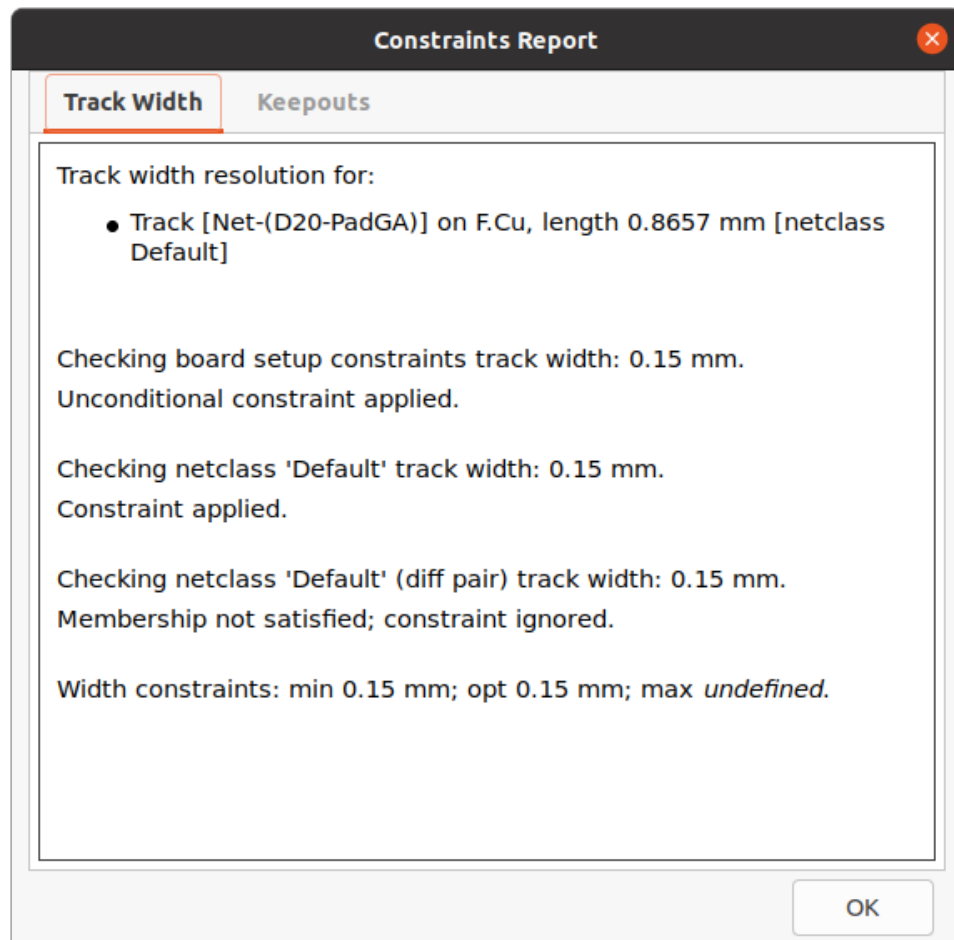 Constraints Report
Track Width Keepouts
Track width resolution for:
● Track [Net-(D20-PadGA)] on F.Cu, length 0.8657 mm [netclass
Default]
Checking board setup constraints track width: 0.15 mm.
Unconditional constraint applied.
Checking netclass 'Default' track width: 0.15 mm.
Constraint applied.
Checking netclass 'Default' (diff pair) track width: 0.15 mm.
Membership not satisfied; constraint ignored.
Width constraints: min 0.15 mm; opt 0.15 mm; max undefined.
OK